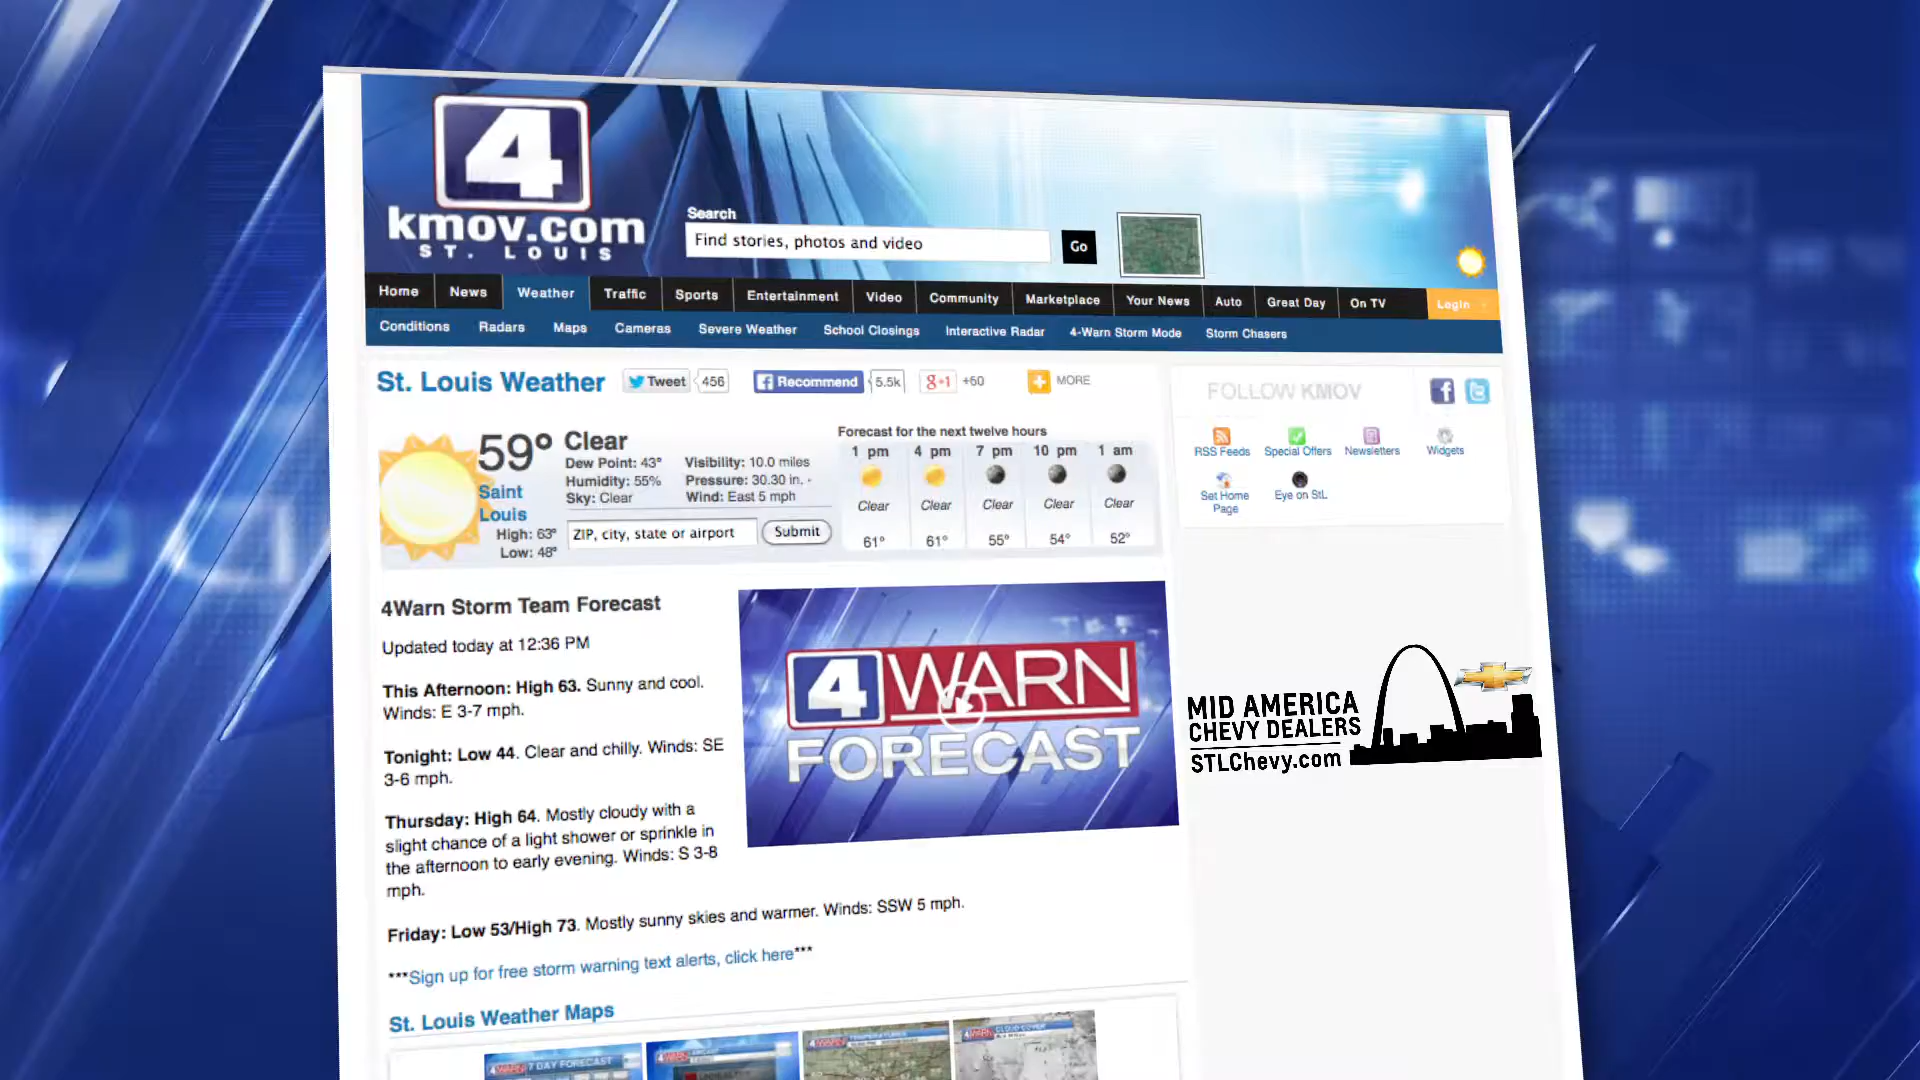 4
kmov.com
ST. LOUIS
Search
Find stories, photos and video
Go
Home News Weather Traffic Sports Entertainment Video Community Marketplace Your News Auto Great Day On TV Login
Conditions Radars Maps Cameras Severe Weather School Closings Interactive Radar 4-Warn Storm Mode Storm Chasers
St. Louis Weather
Tweet 456
Recommend 5.5k
g+1 +60
MORE
FOLLOW KMOV
RSS Feeds Special Offers Newsletters Widgets
Set Home Page
Eye on StL
59° Clear
Saint Louis
High: 63°
Low: 48°
Dew Point: 43°
Humidity: 55%
Sky: Clear
Visibility: 10.0 miles
Pressure: 30.30 in. -
Wind: East 5 mph
ZIP, city, state or airport
Submit
Forecast for the next twelve hours
1 pm 4 pm 7 pm 10 pm 1 am
Clear Clear Clear Clear Clear
61° 61° 55° 54° 52°
4Warn Storm Team Forecast
Updated today at 12:36 PM
This Afternoon: High 63. Sunny and cool.
Winds: E 3-7 mph.
Tonight: Low 44. Clear and chilly. Winds: SE
3-6 mph.
Thursday: High 64. Mostly cloudy with a
slight chance of a light shower or sprinkle in
the afternoon to early evening. Winds: S 3-8
mph.
4WARN
FORECAST
MID AMERICA
CHEVY DEALERS
STLChevy.com
Friday: Low 53/High 73. Mostly sunny skies and warmer. Winds: SSW 5 mph.
***Sign up for free storm warning text alerts, click here***
St. Louis Weather Maps
4WARN 7 DAY FORECAST
4WARN
4WARN TEMPERATURES
4WARN CLOUD COVER